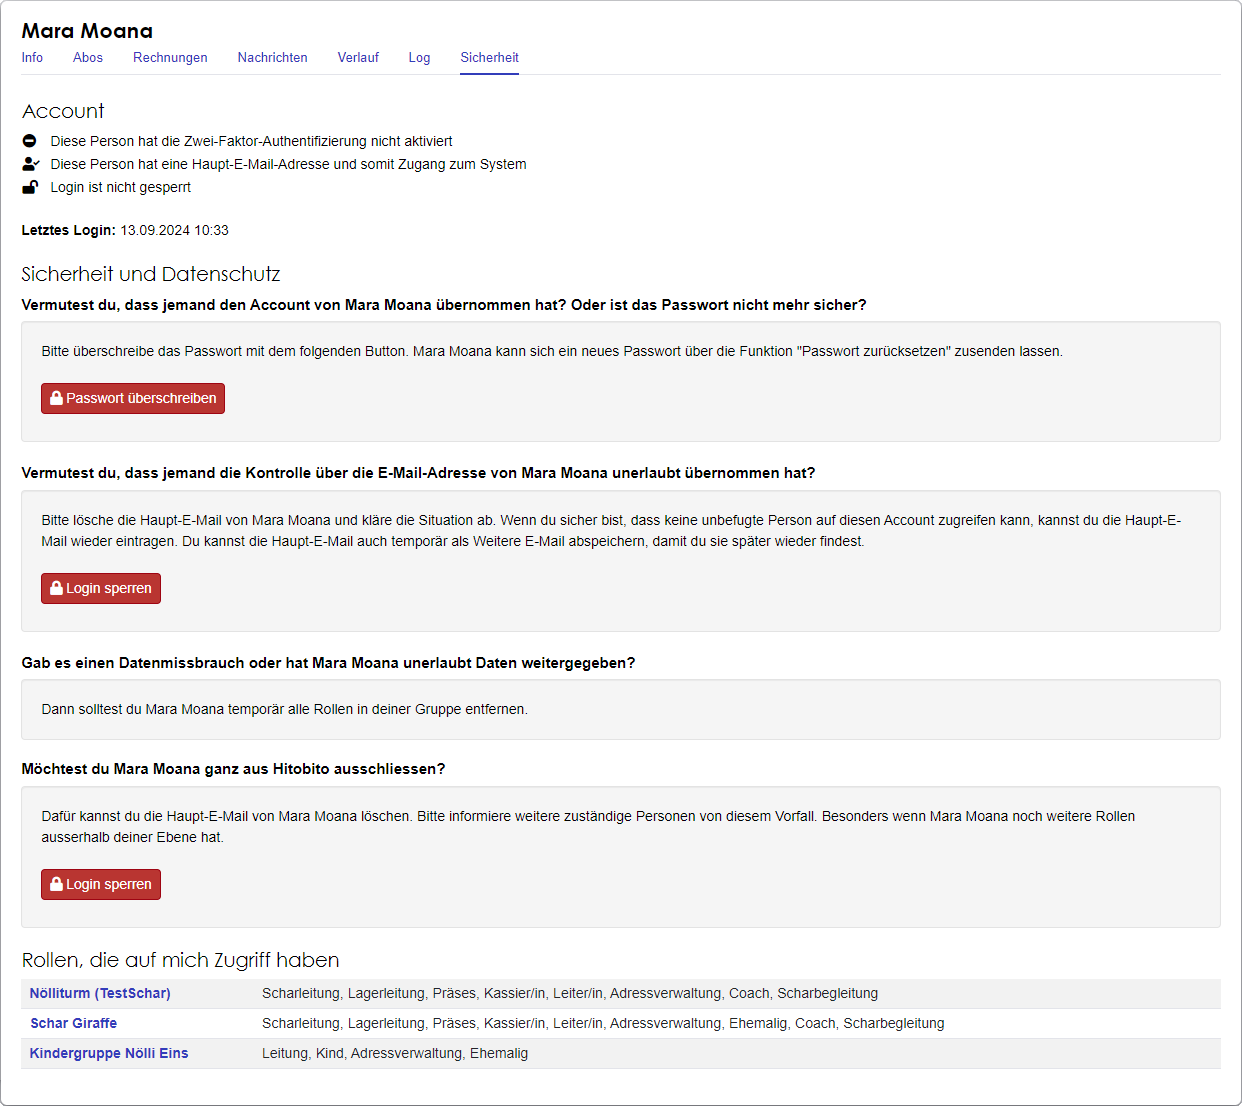 Mara Moana
Info Abos Rechnungen Nachrichten Verlauf Log Sicherheit
Account
Diese Person hat die Zwei-Faktor-Authentifizierung nicht aktiviert
Diese Person hat eine Haupt-E-Mail-Adresse und somit Zugang zum System
Login ist nicht gesperrt
Letztes Login: 13.09.2024 10:33
Sicherheit und Datenschutz
Vermutest du, dass jemand den Account von Mara Moana übernommen hat? Oder ist das Passwort nicht mehr sicher?
Bitte überschreibe das Passwort mit dem folgenden Button. Mara Moana kann sich ein neues Passwort über die Funktion "Passwort zurücksetzen" zusenden lassen.
Passwort überschreiben
Vermutest du, dass jemand die Kontrolle über die E-Mail-Adresse von Mara Moana unerlaubt übernommen hat?
Bitte lösche die Haupt-E-Mail von Mara Moana und kläre die Situation ab. Wenn du sicher bist, dass keine unbefugte Person auf diesen Account zugreifen kann, kannst du die Haupt-E-
Mail wieder eintragen. Du kannst die Haupt-E-Mail auch temporär als Weitere E-Mail abspeichern, damit du sie später wieder findest.
Login sperren
Gab es einen Datenmissbrauch oder hat Mara Moana unerlaubt Daten weitergegeben?
Dann solltest du Mara Moana temporär alle Rollen in deiner Gruppe entfernen.
Möchtest du Mara Moana ganz aus Hitobito ausschliessen?
Dafür kannst du die Haupt-E-Mail von Mara Moana löschen. Bitte informiere weitere zuständige Personen von diesem Vorfall. Besonders wenn Mara Moana noch weitere Rollen
ausserhalb deiner Ebene hat.
Login sperren
Rollen, die auf mich Zugriff haben
Nölliturm (TestSchar) Scharleitung, Lagerleitung, Präses, Kassier/in, Leiter/in, Adressverwaltung, Coach, Scharbegleitung
Schar Giraffe Scharleitung, Lagerleitung, Präses, Kassier/in, Leiter/in, Adressverwaltung, Ehemalig, Coach, Scharbegleitung
Kindergruppe Nölli Eins Leitung, Kind, Adressverwaltung, Ehemalig